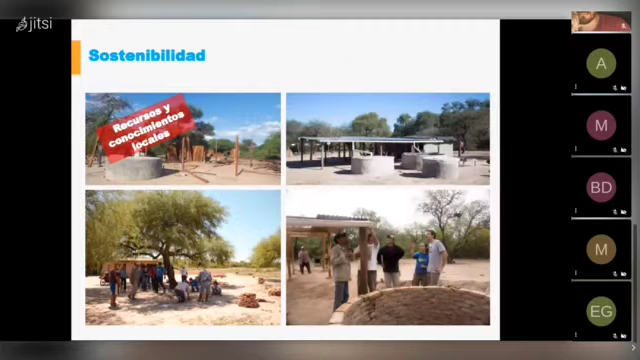 jitsi
Sostenibilidad
Recursos y
conocimientos
locales
A
M
BD
M
EG